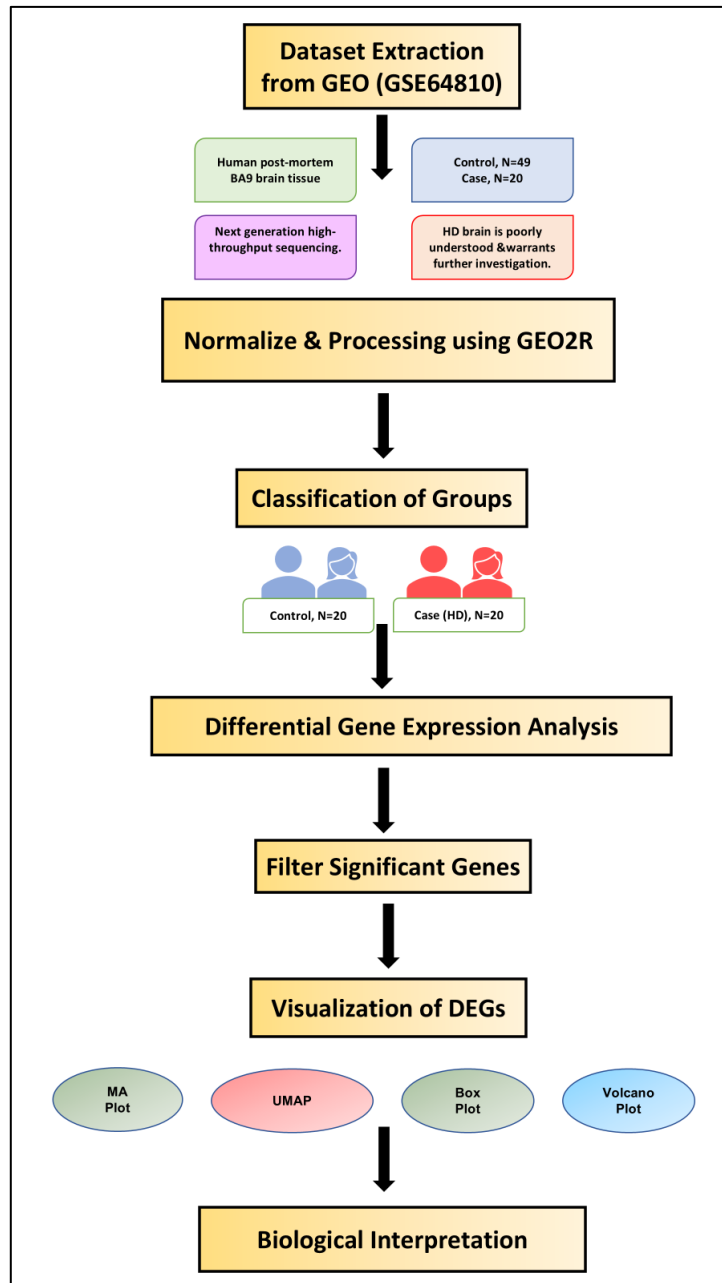 Dataset Extraction
from GEO (GSE64810)
Human post-mortem
BA9 brain tissue
Control, N=49
Case, N=20
Next generation high-
throughput sequencing.
HD brain is poorly
understood &warrants
further investigation.
Normalize & Processing using GEO2R
Classification of Groups
Control, N=20
Case (HD), N=20
Differential Gene Expression Analysis
Filter Significant Genes
Visualization of DEGs
MA
Plot
UMAP
Box
Plot
Volcano
Plot
Biological Interpretation